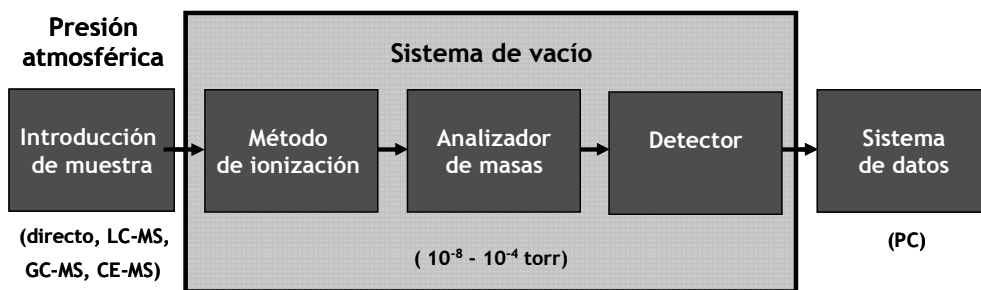 Presión
atmosférica
Sistema de vacío
Introducción
de muestra
Método
de ionización
Analizador
de masas
Detector
Sistema
de datos
(directo, LC-MS,
GC-MS, CE-MS)
( 10⁻⁸ - 10⁻⁴ torr)
(PC)